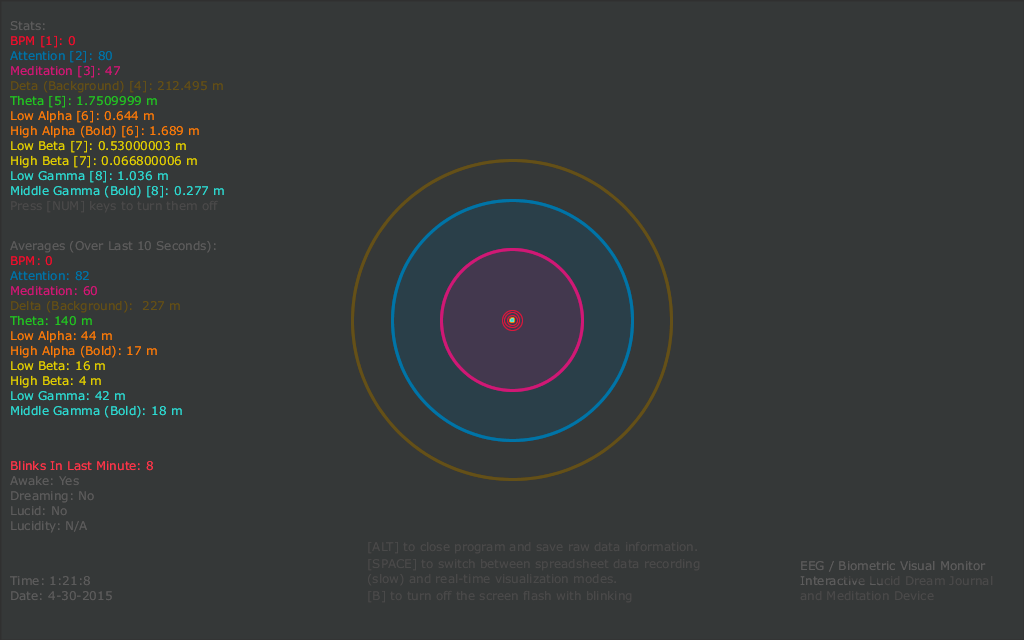 Stats:
BPM [1]: 0
Attention [2]: 80
Meditation [3]: 47
Deta (Background) [4]: 212.495 m
Theta [5]: 1.7509999 m
Low Alpha [6]: 0.644 m
High Alpha (Bold) [6]: 1.689 m
Low Beta [7]: 0.53000003 m
High Beta [7]: 0.066800006 m
Low Gamma [8]: 1.036 m
Middle Gamma (Bold) [8]: 0.277 m
Press [NUM] keys to turn them off
Averages (Over Last 10 Seconds):
BPM: 0
Attention: 82
Meditation: 60
Delta (Background):  227 m
Theta: 140 m
Low Alpha: 44 m
High Alpha (Bold): 17 m
Low Beta: 16 m
High Beta: 4 m
Low Gamma: 42 m
Middle Gamma (Bold): 18 m
Blinks In Last Minute: 8
Awake: Yes
Dreaming: No
Lucid: No
Lucidity: N/A
Time: 1:21:8
Date: 4-30-2015
[ALT] to close program and save raw data information.
[SPACE] to switch between spreadsheet data recording
(slow) and real-time visualization modes.
[B] to turn off the screen flash with blinking
EEG / Biometric Visual Monitor
Interactive Lucid Dream Journal
and Meditation Device